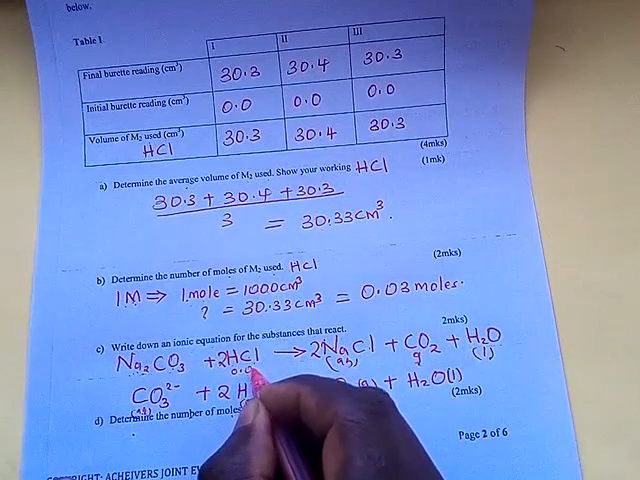 below.
Table 1
I II III
Final burette reading (cm³) 30.3 30.4 30.3
Initial burette reading (cm³) 0.0 0.0 0.0
Volume of M₂ used (cm³) 30.3 30.4 30.3
HCl
(4mks)
a) Determine the average volume of M₂ used. Show your working HCl (1mk)
30.3 + 30.4 + 30.3
3 = 30.33cm³.
b) Determine the number of moles of M₂ used. HCl (2mks)
1M ⇒ 1mole = 1000cm³
? = 30.33cm³ = 0.03moles.
c) Write down an ionic equation for the substances that react. 2mks)
Na₂CO₃ + 2HCl → 2NaCl + CO₂ + H₂O
0.0 (aq) g (l)
CO₃²⁻ + 2H (g) + H₂O(l)
(aq)
(2mks)
d) Determine the number of moles
Page 2 of 6
COPYRIGHT: ACHEIVERS JOINT